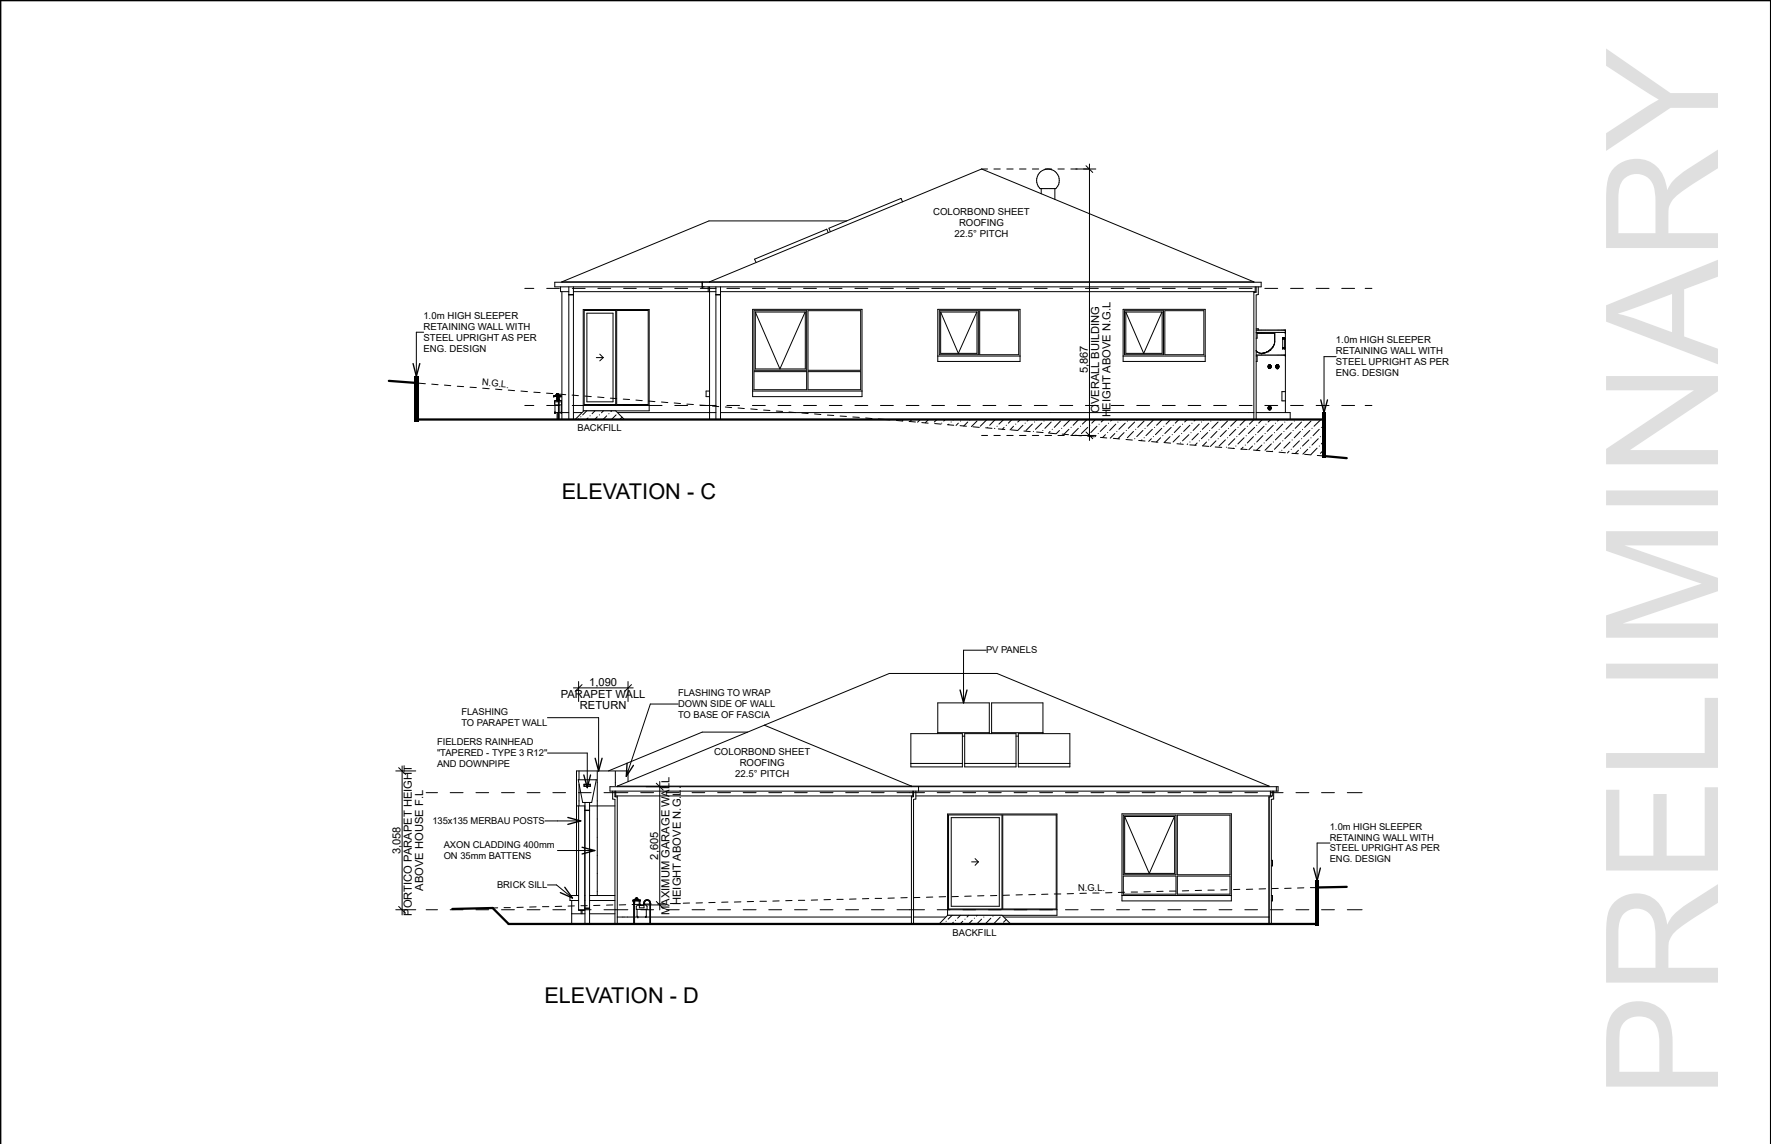 COLORBOND SHEET
ROOFING
22.5° PITCH
1.0m HIGH SLEEPER
RETAINING WALL WITH
STEEL UPRIGHT AS PER
ENG. DESIGN
N.G.L.
BACKFILL
5,867
OVERALL BUILDING
HEIGHT ABOVE N.G.L
1.0m HIGH SLEEPER
RETAINING WALL WITH
STEEL UPRIGHT AS PER
ENG. DESIGN
ELEVATION - C
PV PANELS
1,090
PARAPET WALL
RETURN
FLASHING TO WRAP
DOWN SIDE OF WALL
TO BASE OF FASCIA
FLASHING
TO PARAPET WALL
FIELDERS RAINHEAD
"TAPERED - TYPE 3 R12"
AND DOWNPIPE
COLORBOND SHEET
ROOFING
22.5° PITCH
3,058
PORTICO PARAPET HEIGHT
ABOVE HOUSE F.L
135x135 MERBAU POSTS
AXON CLADDING 400mm
ON 35mm BATTENS
BRICK SILL
2,605
MAXIMUM GARAGE WALL
HEIGHT ABOVE N.G.L.
N.G.L.
1.0m HIGH SLEEPER
RETAINING WALL WITH
STEEL UPRIGHT AS PER
ENG. DESIGN
BACKFILL
ELEVATION - D
PRELIMINARY